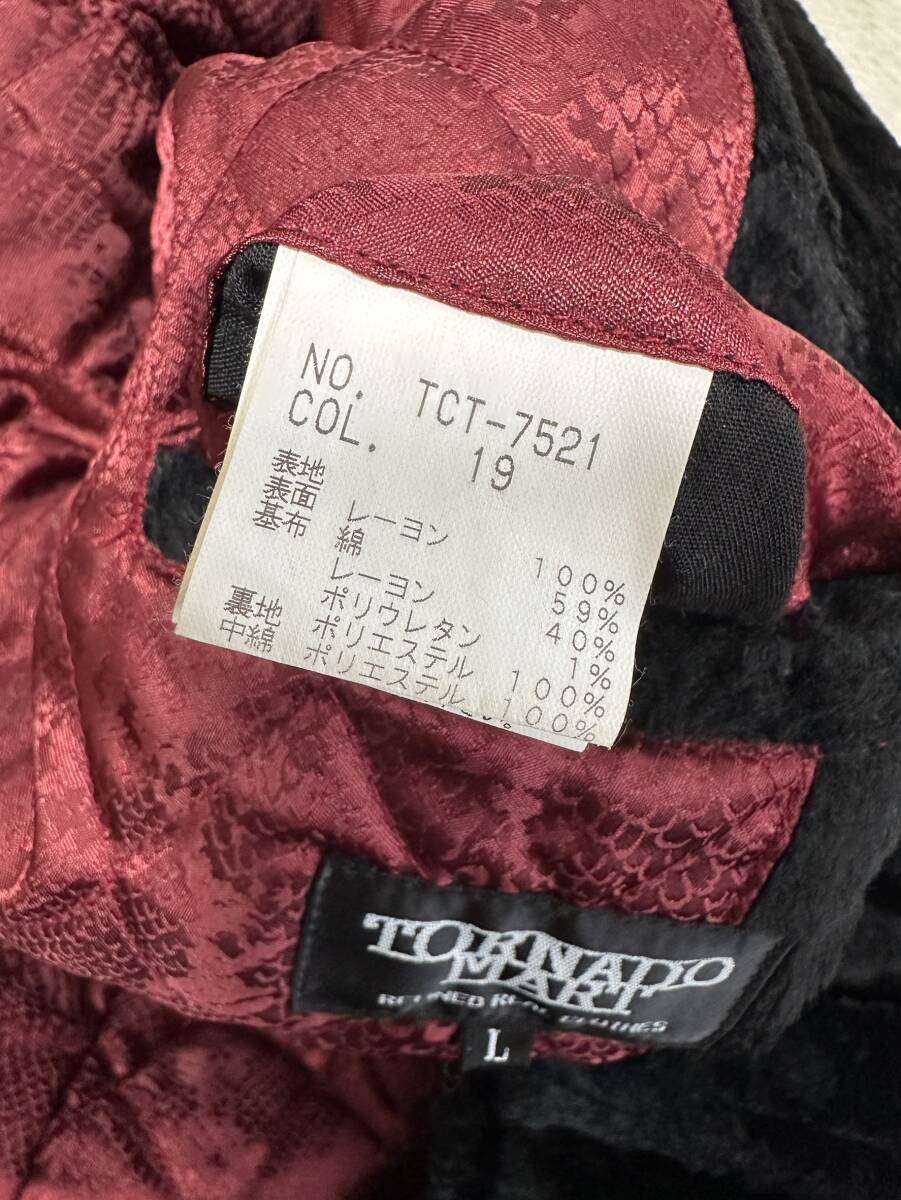 NO. TCT-7521
COL. 19
表地
表面 レーヨン 100%
基布 綿 59%
レーヨン 40%
ポリウレタン 1%
裏地 ポリエステル 100%
中綿 ポリエステル 100%
TORNADO
MART
REFINED REAL CLOTHES
L